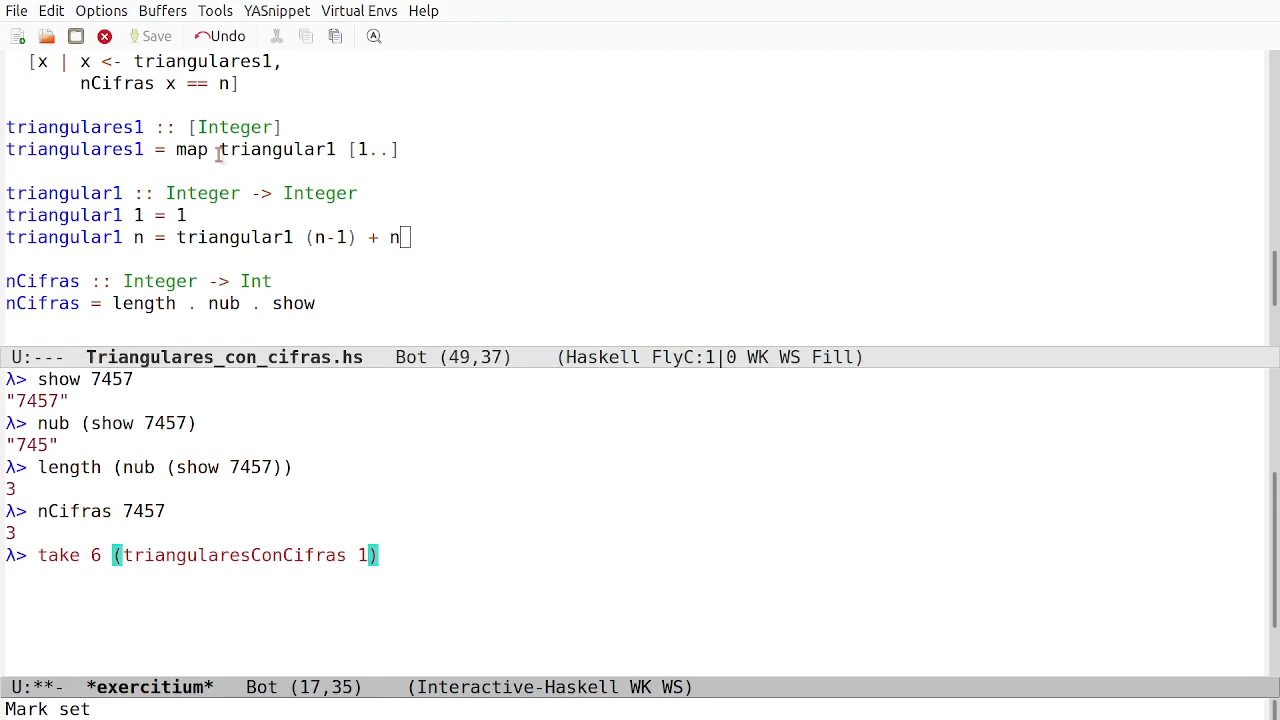 File Edit Options Buffers Tools YASnippet Virtual Envs Help
Save Undo
[x | x <- triangulares1,
nCifras x == n]
triangulares1 :: [Integer]
triangulares1 = map triangular1 [1..]
triangular1 :: Integer -> Integer
triangular1 1 = 1
triangular1 n = triangular1 (n-1) + n
nCifras :: Integer -> Int
nCifras = length . nub . show
U:--- Triangulares_con_cifras.hs Bot (49,37) (Haskell FlyC:1|0 WK WS Fill)
λ> show 7457
"7457"
λ> nub (show 7457)
"745"
λ> length (nub (show 7457))
3
λ> nCifras 7457
3
λ> take 6 (triangularesConCifras 1)
U:**- *exercitium* Bot (17,35) (Interactive-Haskell WK WS)
Mark set